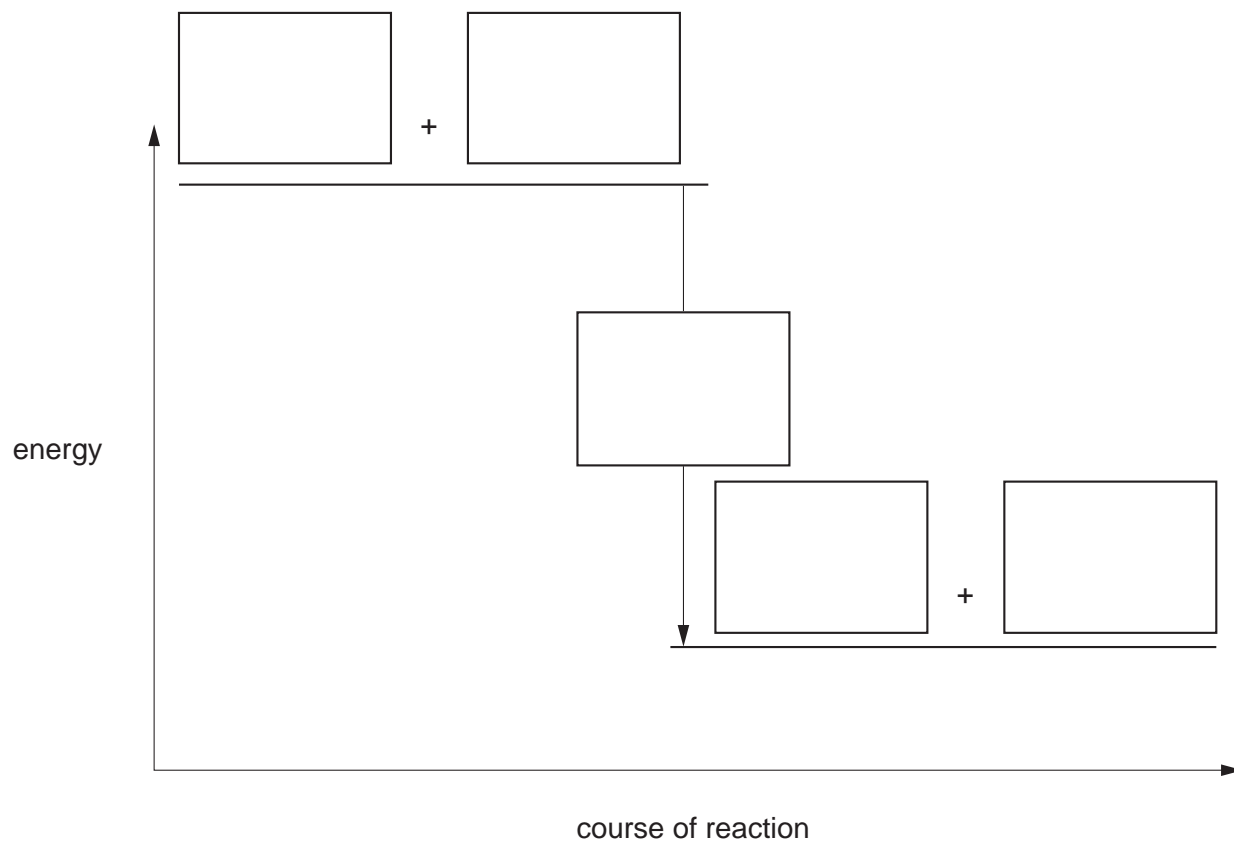 +
energy
+
course of reaction